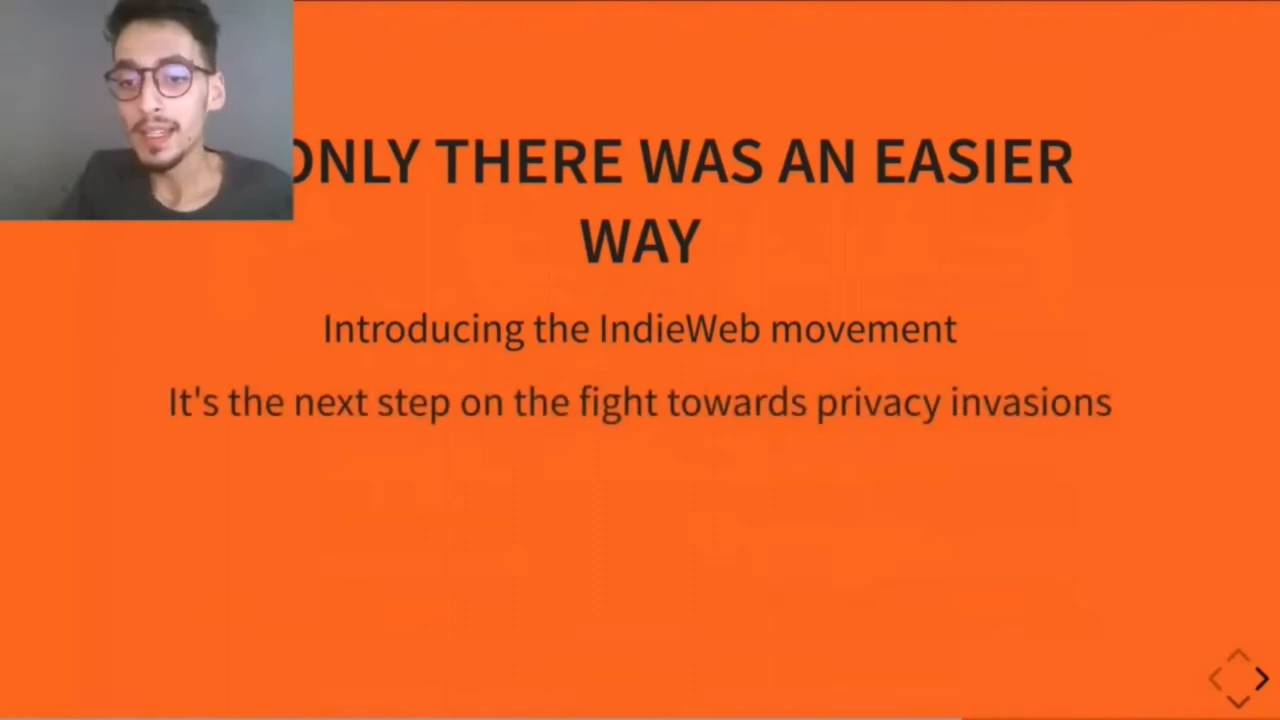 ONLY THERE WAS AN EASIER
WAY
Introducing the IndieWeb movement
It's the next step on the fight towards privacy invasions